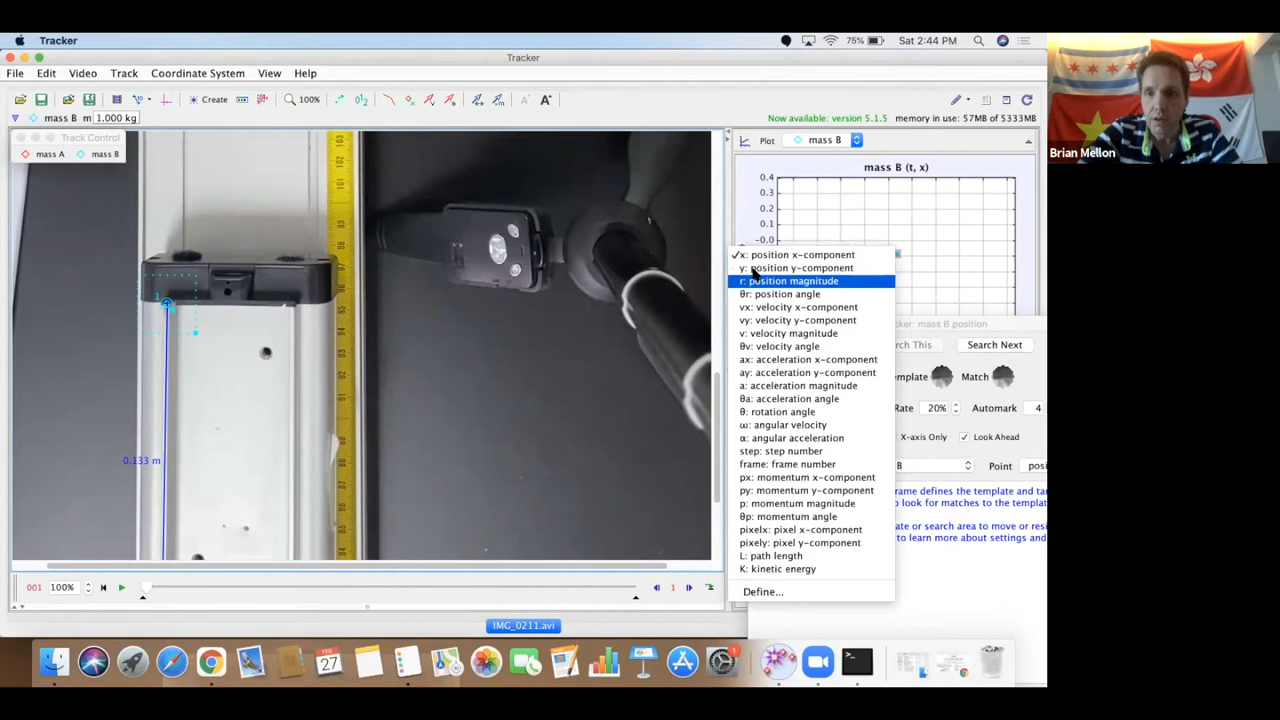 Tracker
75%
Sat 2:44 PM
Tracker
File
Edit
Video
Track
Coordinate System
View
Help
Create
100%
mass B m 1.000 kg
Now available: version 5.1.5
memory in use: 57MB of 5333MB
Track Control
mass A
mass B
Plot
mass B
mass B (t, x)
0.4
0.3
0.2
0.1
-0.0
x: position x-component
y: position y-component
r: position magnitude
θr: position angle
vx: velocity x-component
vy: velocity y-component
v: velocity magnitude
θv: velocity angle
ax: acceleration x-component
ay: acceleration y-component
a: acceleration magnitude
θa: acceleration angle
θ: rotation angle
ω: angular velocity
α: angular acceleration
step: step number
frame: frame number
px: momentum x-component
py: momentum y-component
p: momentum magnitude
θp: momentum angle
pixelx: pixel x-component
pixely: pixel y-component
L: path length
K: kinetic energy
Define...
mass B position
Search Next
Match
Rate 20%
Automark 4
X-axis Only
Look Ahead
B
Point
0.133 m
001
100%
1
IMG_0211.avi
FEB
27
Brian Mellon